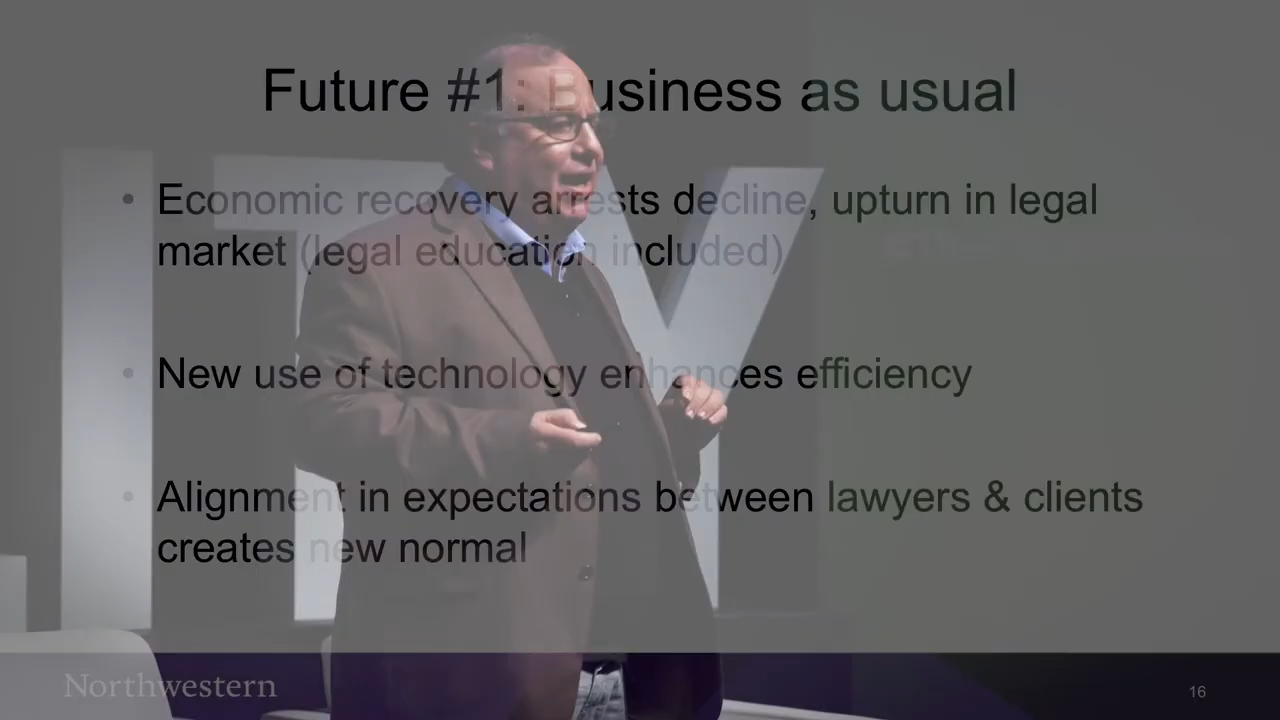 Future #1: Business as usual
• Economic recovery arrests decline, upturn in legal
market (legal education included)
• New use of technology enhances efficiency
• Alignment in expectations between lawyers & clients
creates new normal
ITY
Northwestern
16